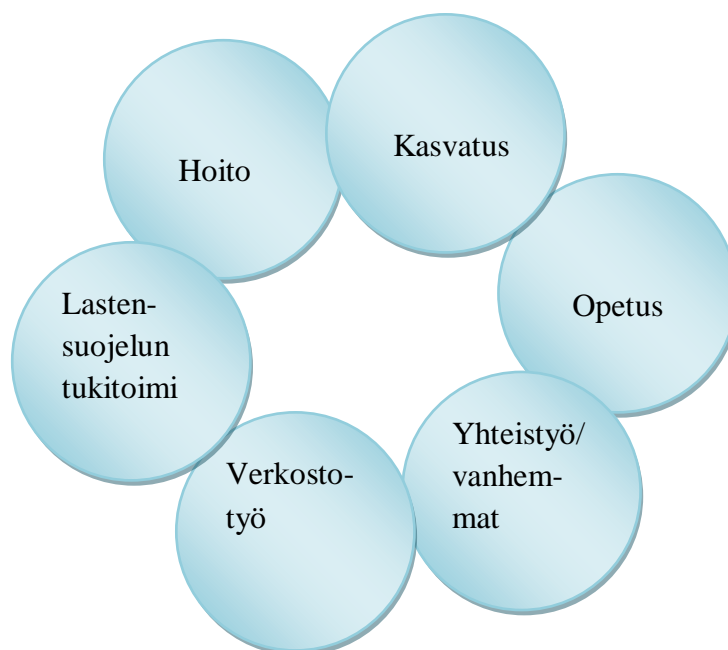 Hoito
Kasvatus
Opetus
Yhteistyö/
vanhem-
mat
Verkosto-
työ
Lasten-
suojelun
tukitoimi